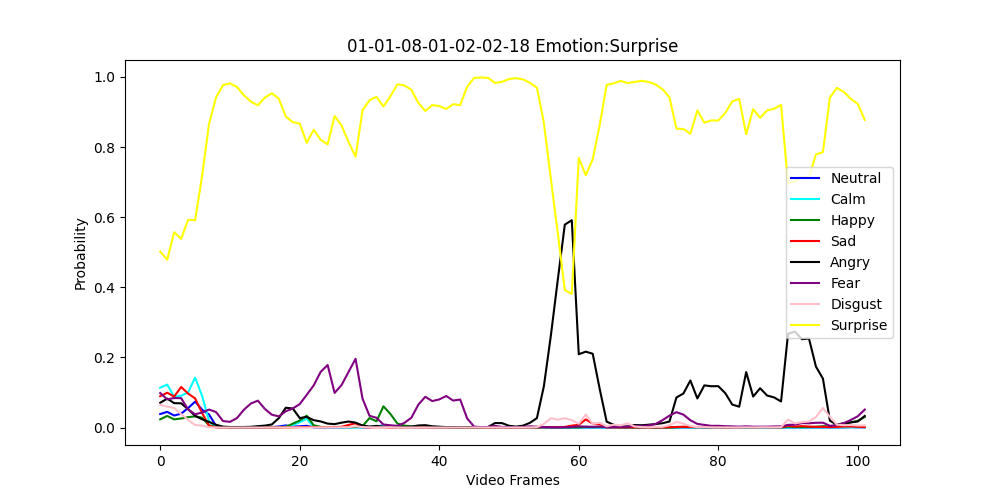 01-01-08-01-02-02-18 Emotion:Surprise
1.0
0.8
0.6
0.4
0.2
0.0
Probability
0 20 40 60 80 100
Video Frames
Neutral
Calm
Happy
Sad
Angry
Fear
Disgust
Surprise